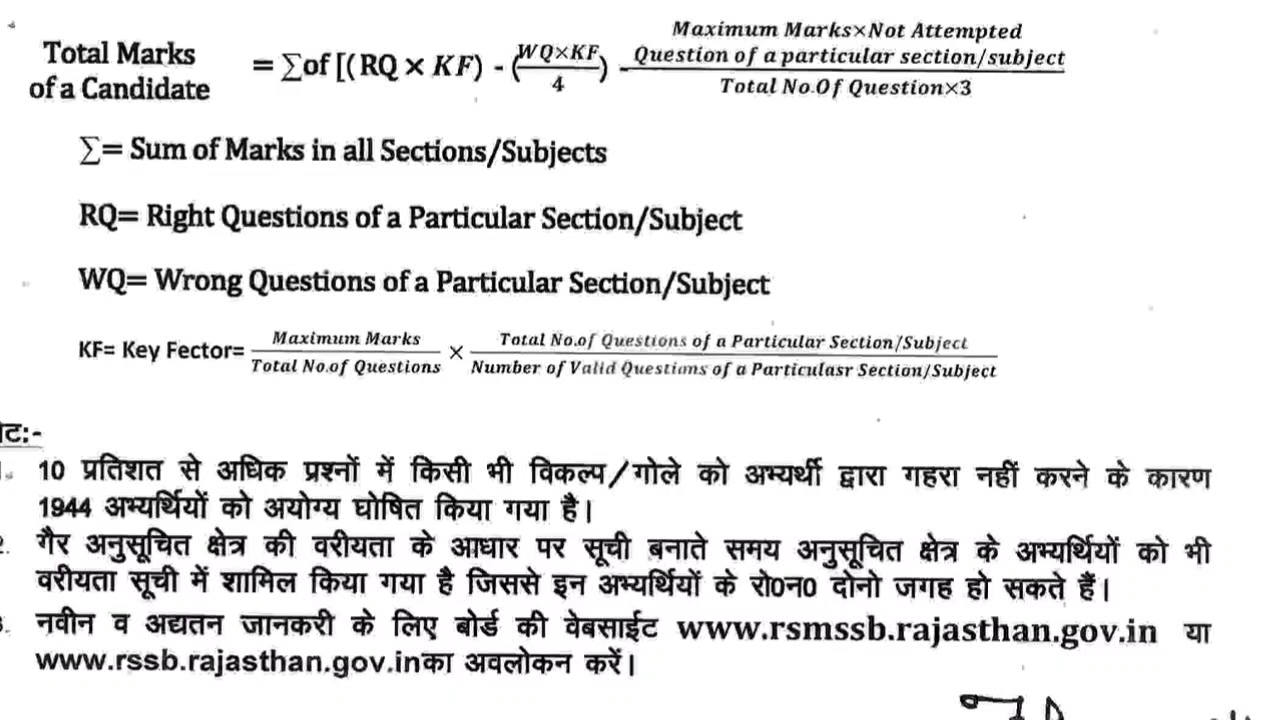 Total Marks of a Candidate = ∑of [(RQ × KF) - (WQ×KF/4) - Maximum Marks×Not Attempted Question of a particular section/subject / Total No.Of Question×3
∑= Sum of Marks in all Sections/Subjects
RQ= Right Questions of a Particular Section/Subject
WQ= Wrong Questions of a Particular Section/Subject
KF= Key Fector= Maximum Marks / Total No.of Questions × Total No.of Questions of a Particular Section/Subject / Number of Valid Questions of a Particulasr Section/Subject
10 प्रतिशत से अधिक प्रश्नों में किसी भी विकल्प/गोले को अभ्यर्थी द्वारा गहरा नहीं करने के कारण
1944 अभ्यर्थियों को अयोग्य घोषित किया गया है।
गैर अनुसूचित क्षेत्र की वरीयता के आधार पर सूची बनाते समय अनुसूचित क्षेत्र के अभ्यर्थियों को भी
वरीयता सूची में शामिल किया गया है जिससे इन अभ्यर्थियों के रो0न0 दोनो जगह हो सकते हैं।
नवीन व अद्यतन जानकरी के लिए बोर्ड की वेबसाईट www.rsmssb.rajasthan.gov.in या
www.rssb.rajasthan.gov.inका अवलोकन करें।